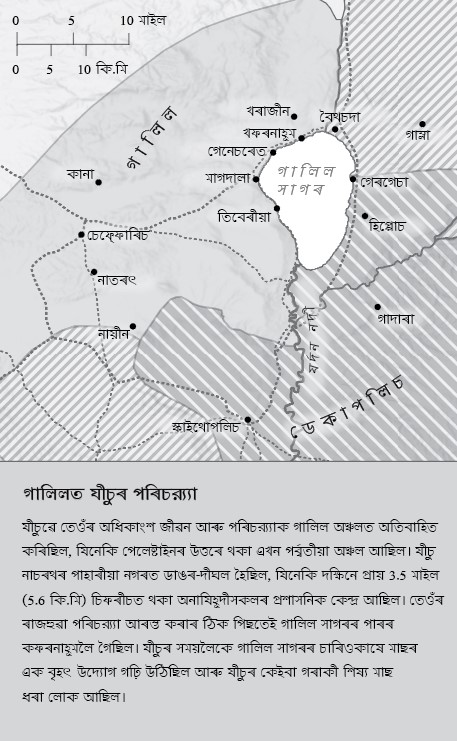 0 5 10 মাইল
0 5 10 কি.মি
খৰাজীন
বৈথচদা
গাম্লা
খফৰনাহূম
গালিল
গেনেচৰেত
গালিল
সাগৰ
কানা
মাগদালা
গেৰগেচা
তিবেৰীয়া
হিপ্পোচ
চেফ্ফোৰিচ
নাতৰৎ
গাদাৰা
নায়ীন
যৰ্দন নদী
ডেকাপলিচ
স্কাইথোপলিচ
গালিলত যীচুৰ পৰিচৰ্য্যা
যীচুৱে তেওঁৰ অধিকাংশ জীৱন আৰু পৰিচৰ্য্যাক গালিল অঞ্চলত অতিবাহিত
কৰিছিল, যিনেকি পেলেষ্টাইনৰ উত্তৰে থকা এখন পৰ্ব্বতীয়া অঞ্চল আছিল। যীচু
নাচৰথৰ পাহাৰীয়া নগৰত ডাঙৰ-দীঘল হৈছিল, যিনেকি দক্ষিনে প্ৰায় 3.5 মাইল
(5.6 কি.মি) চিফৰীচত থকা অনাযিহূদীসকলৰ প্ৰশাসনিক কেন্দ্ৰ আছিল। তেওঁৰ
ৰাজহুৱা পৰিচৰ্য্যা আৰম্ভ কৰাৰ ঠিক পিছতেই গালিল সাগৰৰ পাৰৰ
কফৰনাহূমলৈ গৈছিল। যীচুৰ সময়লৈকে গালিল সাগৰৰ চাৰিওকাষে মাছৰ
এক বৃহৎ উদ্যোগ গঢ়ি উঠিছিল আৰু যীচুৰ কেইবা গৰাকী শিষ্য মাছ
ধৰা লোক আছিল।